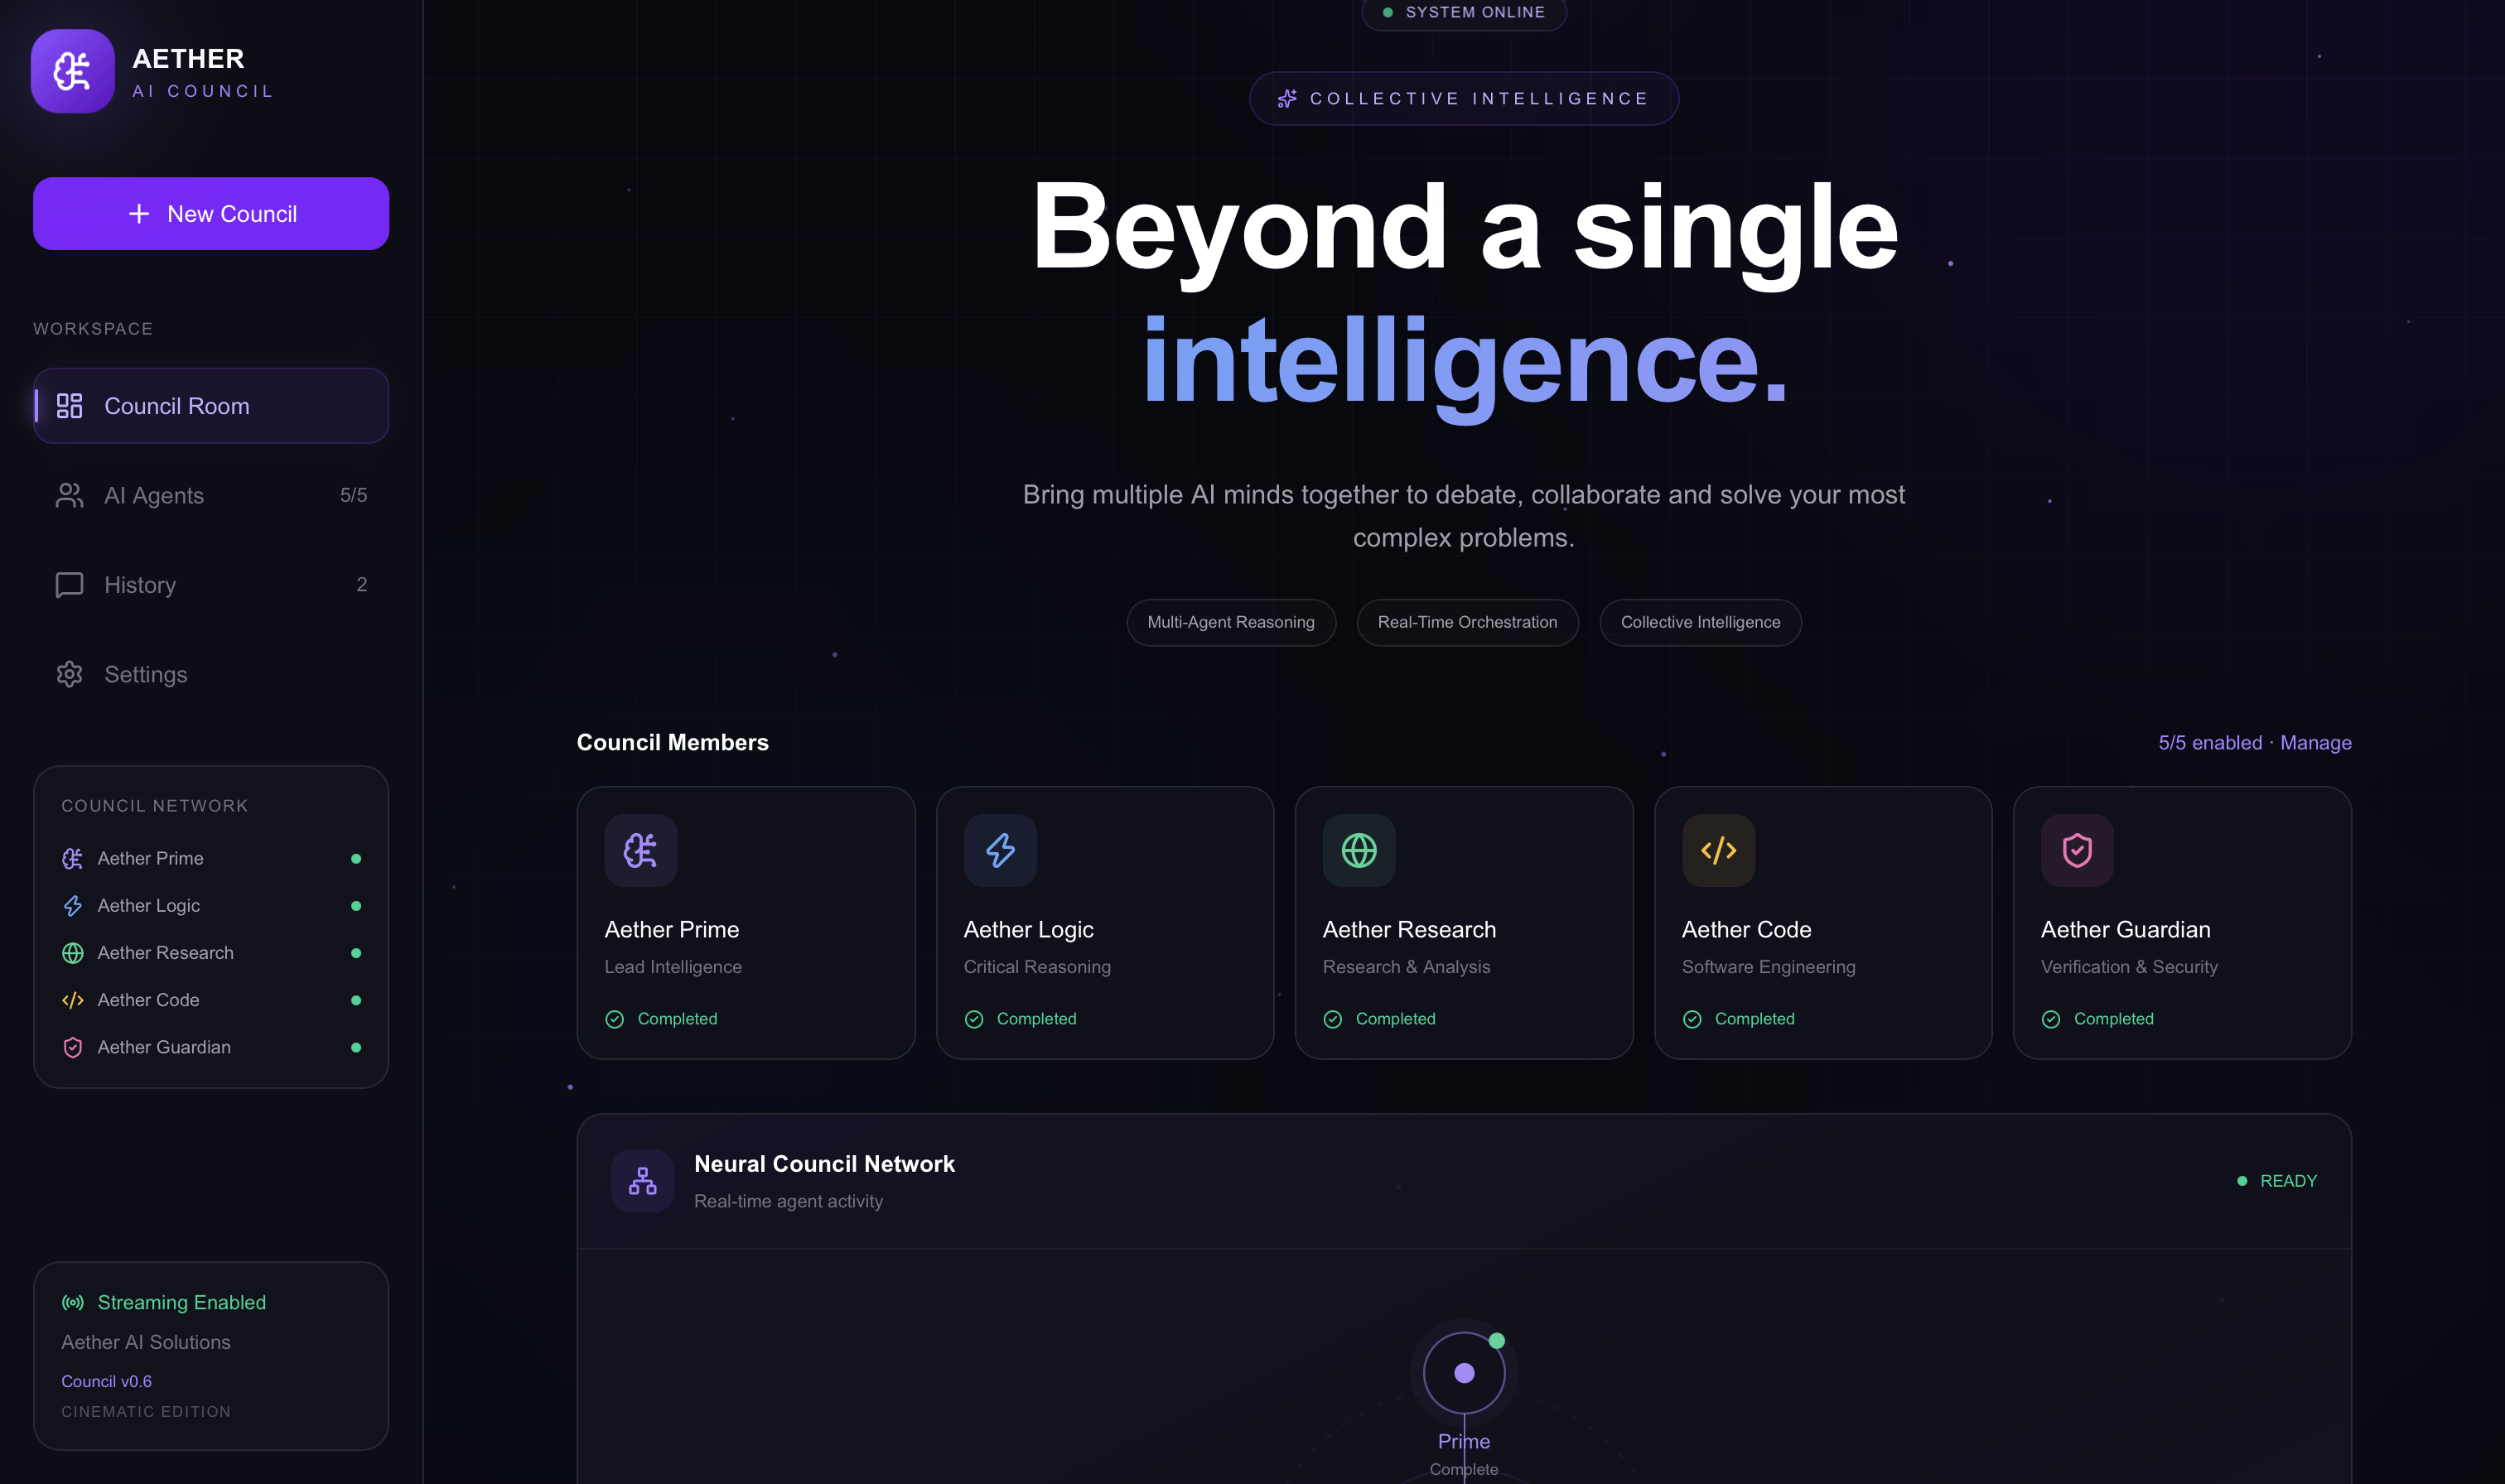 AETHER
AI COUNCIL
New Council
WORKSPACE
Council Room
AI Agents 5/5
History 2
Settings
COUNCIL NETWORK
Aether Prime
Aether Logic
Aether Research
Aether Code
Aether Guardian
Streaming Enabled
Aether AI Solutions
Council v0.6
CINEMATIC EDITION
SYSTEM ONLINE
COLLECTIVE INTELLIGENCE
Beyond a single
intelligence.
Bring multiple AI minds together to debate, collaborate and solve your most
complex problems.
Multi-Agent Reasoning
Real-Time Orchestration
Collective Intelligence
Council Members
5/5 enabled · Manage
Aether Prime
Lead Intelligence
Completed
Aether Logic
Critical Reasoning
Completed
Aether Research
Research & Analysis
Completed
Aether Code
Software Engineering
Completed
Aether Guardian
Verification & Security
Completed
Neural Council Network
Real-time agent activity
READY
Prime
Complete